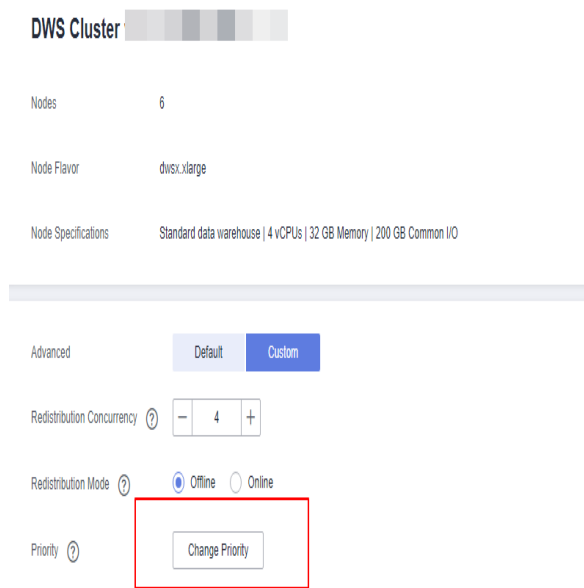 DWS Cluster
Nodes 6
Node Flavor dwsx.xlarge
Node Specifications Standard data warehouse | 4 vCPUs | 32 GB Memory | 200 GB Common I/O
Advanced Default Custom
Redistribution Concurrency ? − 4 +
Redistribution Mode ? Offline Online
Priority ? Change Priority